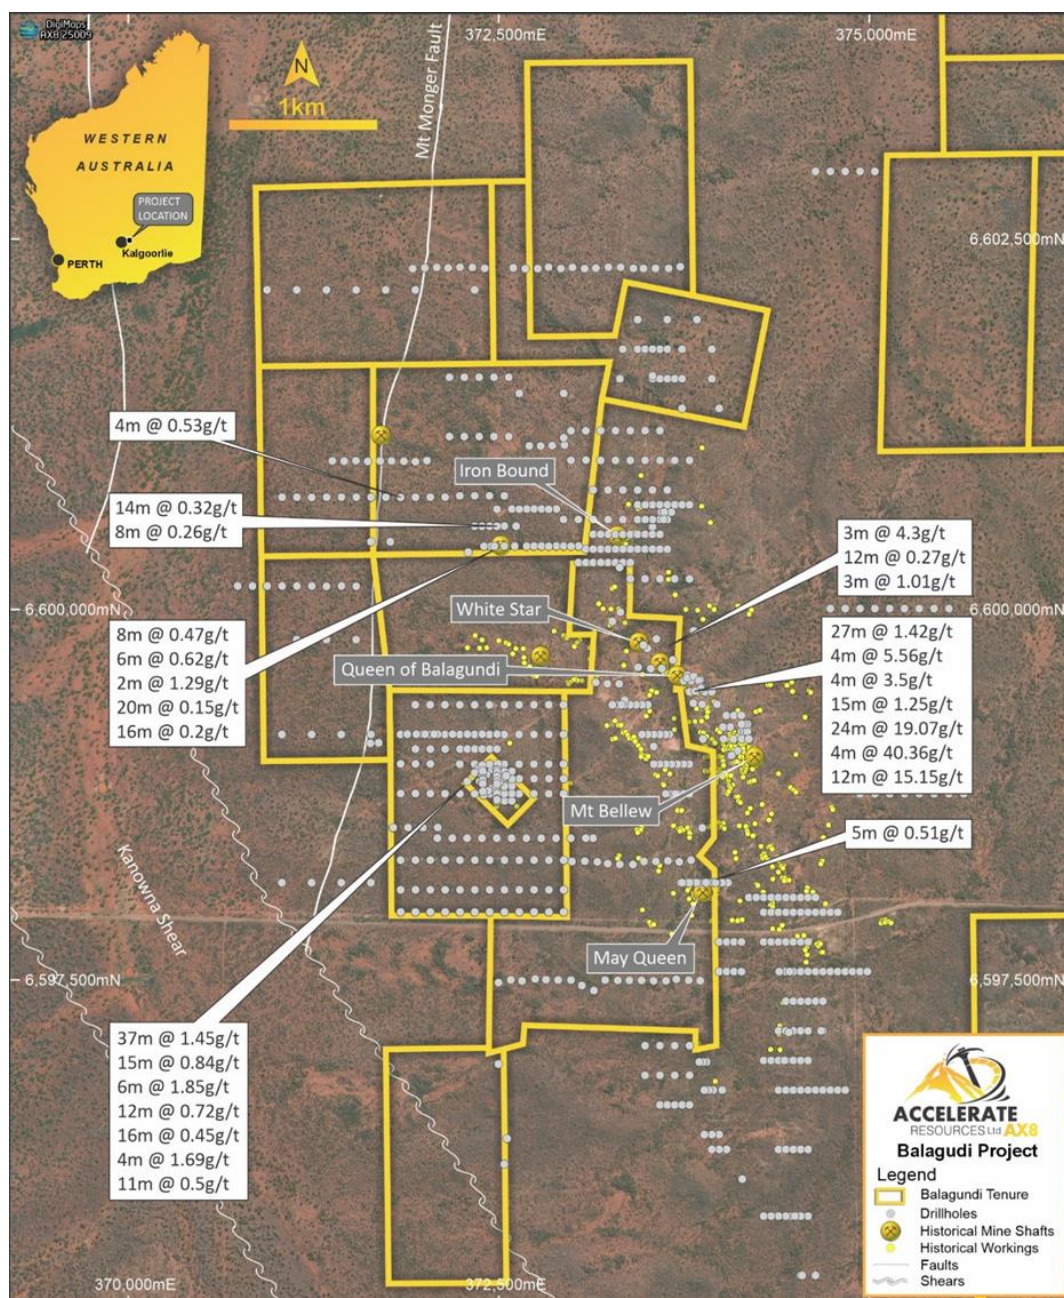 DigiMaps
AX8 25009
372,500mE
375,000mE
Mt Monger Fault
N
1km
WESTERN
AUSTRALIA
PROJECT
LOCATION
Kalgoorlie
PERTH
6,602,500mN
4m @ 0.53g/t
Iron Bound
14m @ 0.32g/t
8m @ 0.26g/t
3m @ 4.3g/t
12m @ 0.27g/t
3m @ 1.01g/t
6,600,000mN
6,600,000mN
White Star
Queen of Balagundi
8m @ 0.47g/t
6m @ 0.62g/t
2m @ 1.29g/t
20m @ 0.15g/t
16m @ 0.2g/t
27m @ 1.42g/t
4m @ 5.56g/t
4m @ 3.5g/t
15m @ 1.25g/t
24m @ 19.07g/t
4m @ 40.36g/t
12m @ 15.15g/t
Mt Bellew
5m @ 0.51g/t
Kanowna Shear
May Queen
6,597,500mN
6,597,500mN
37m @ 1.45g/t
15m @ 0.84g/t
6m @ 1.85g/t
12m @ 0.72g/t
16m @ 0.45g/t
4m @ 1.69g/t
11m @ 0.5g/t
ACCELERATE
RESOURCES Ltd AX8
Balagudi Project
Legend
Balagundi Tenure
Drillholes
Historical Mine Shafts
Historical Workings
Faults
Shears
370,000mE
372,500mE